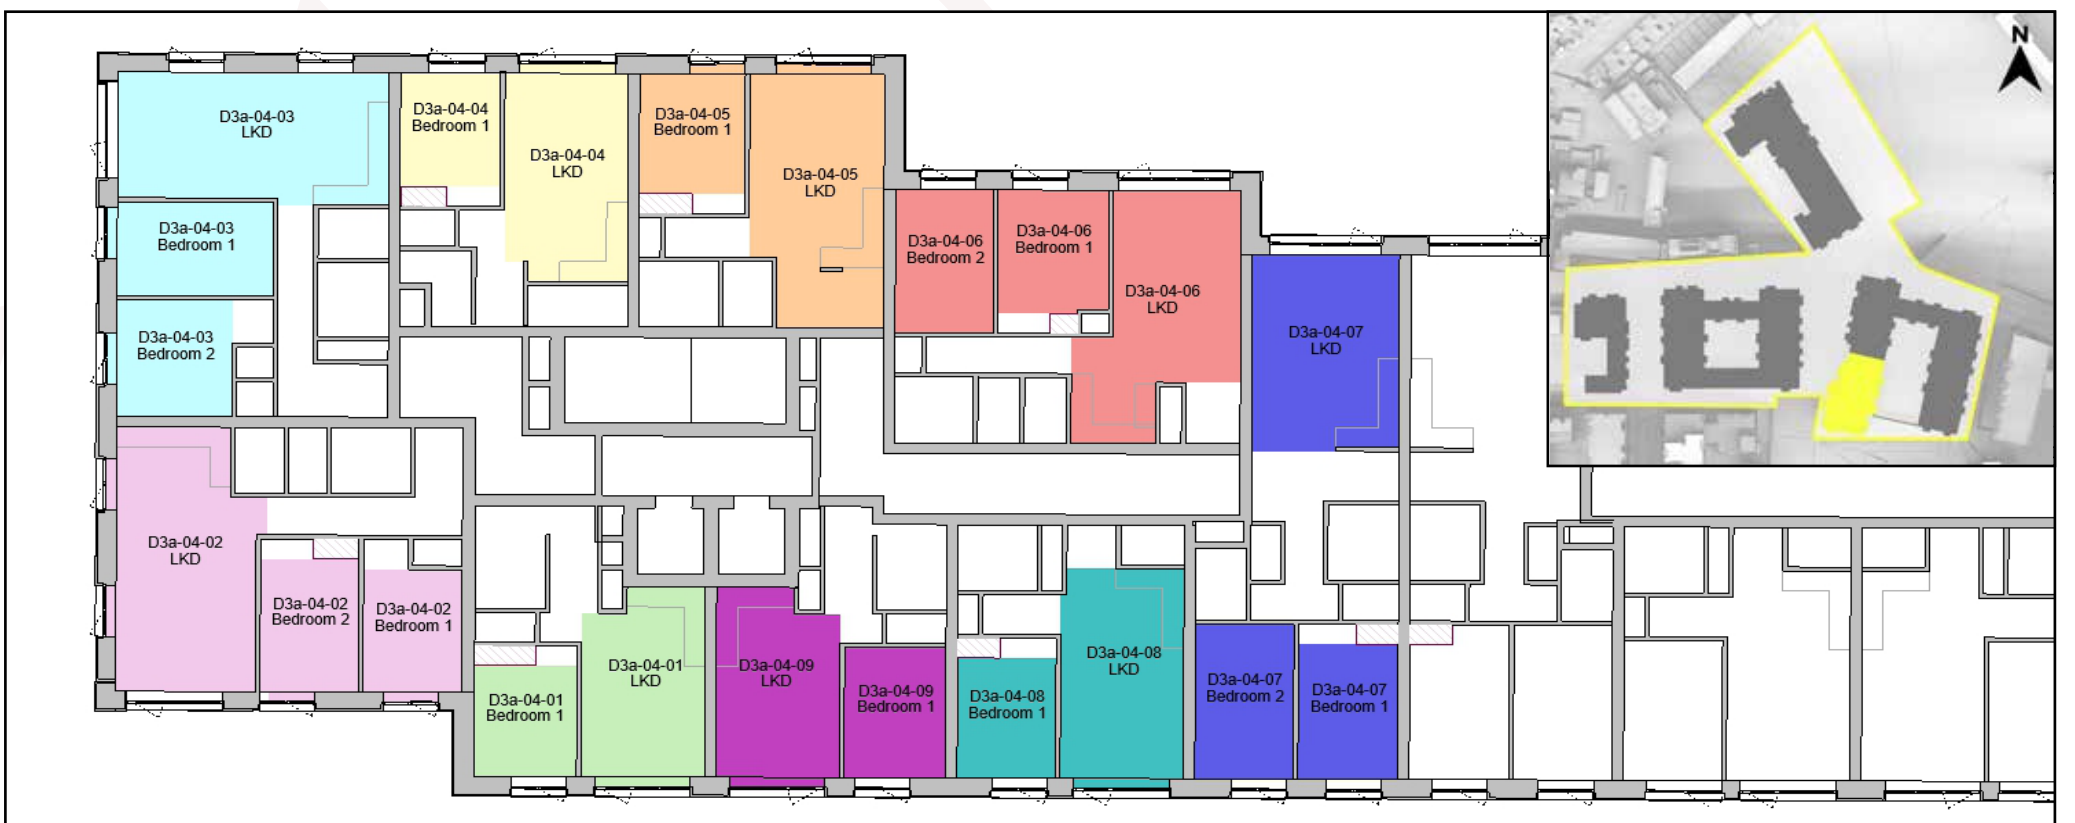 N
D3a-04-03
LKD
D3a-04-04
Bedroom 1
D3a-04-04
LKD
D3a-04-05
Bedroom 1
D3a-04-05
LKD
D3a-04-03
Bedroom 1
D3a-04-06
Bedroom 2
D3a-04-06
Bedroom 1
D3a-04-06
LKD
D3a-04-03
Bedroom 2
D3a-04-07
LKD
D3a-04-02
LKD
D3a-04-02
Bedroom 2
D3a-04-02
Bedroom 1
D3a-04-01
Bedroom 1
D3a-04-01
LKD
D3a-04-09
LKD
D3a-04-09
Bedroom 1
D3a-04-08
Bedroom 1
D3a-04-08
LKD
D3a-04-07
Bedroom 2
D3a-04-07
Bedroom 1